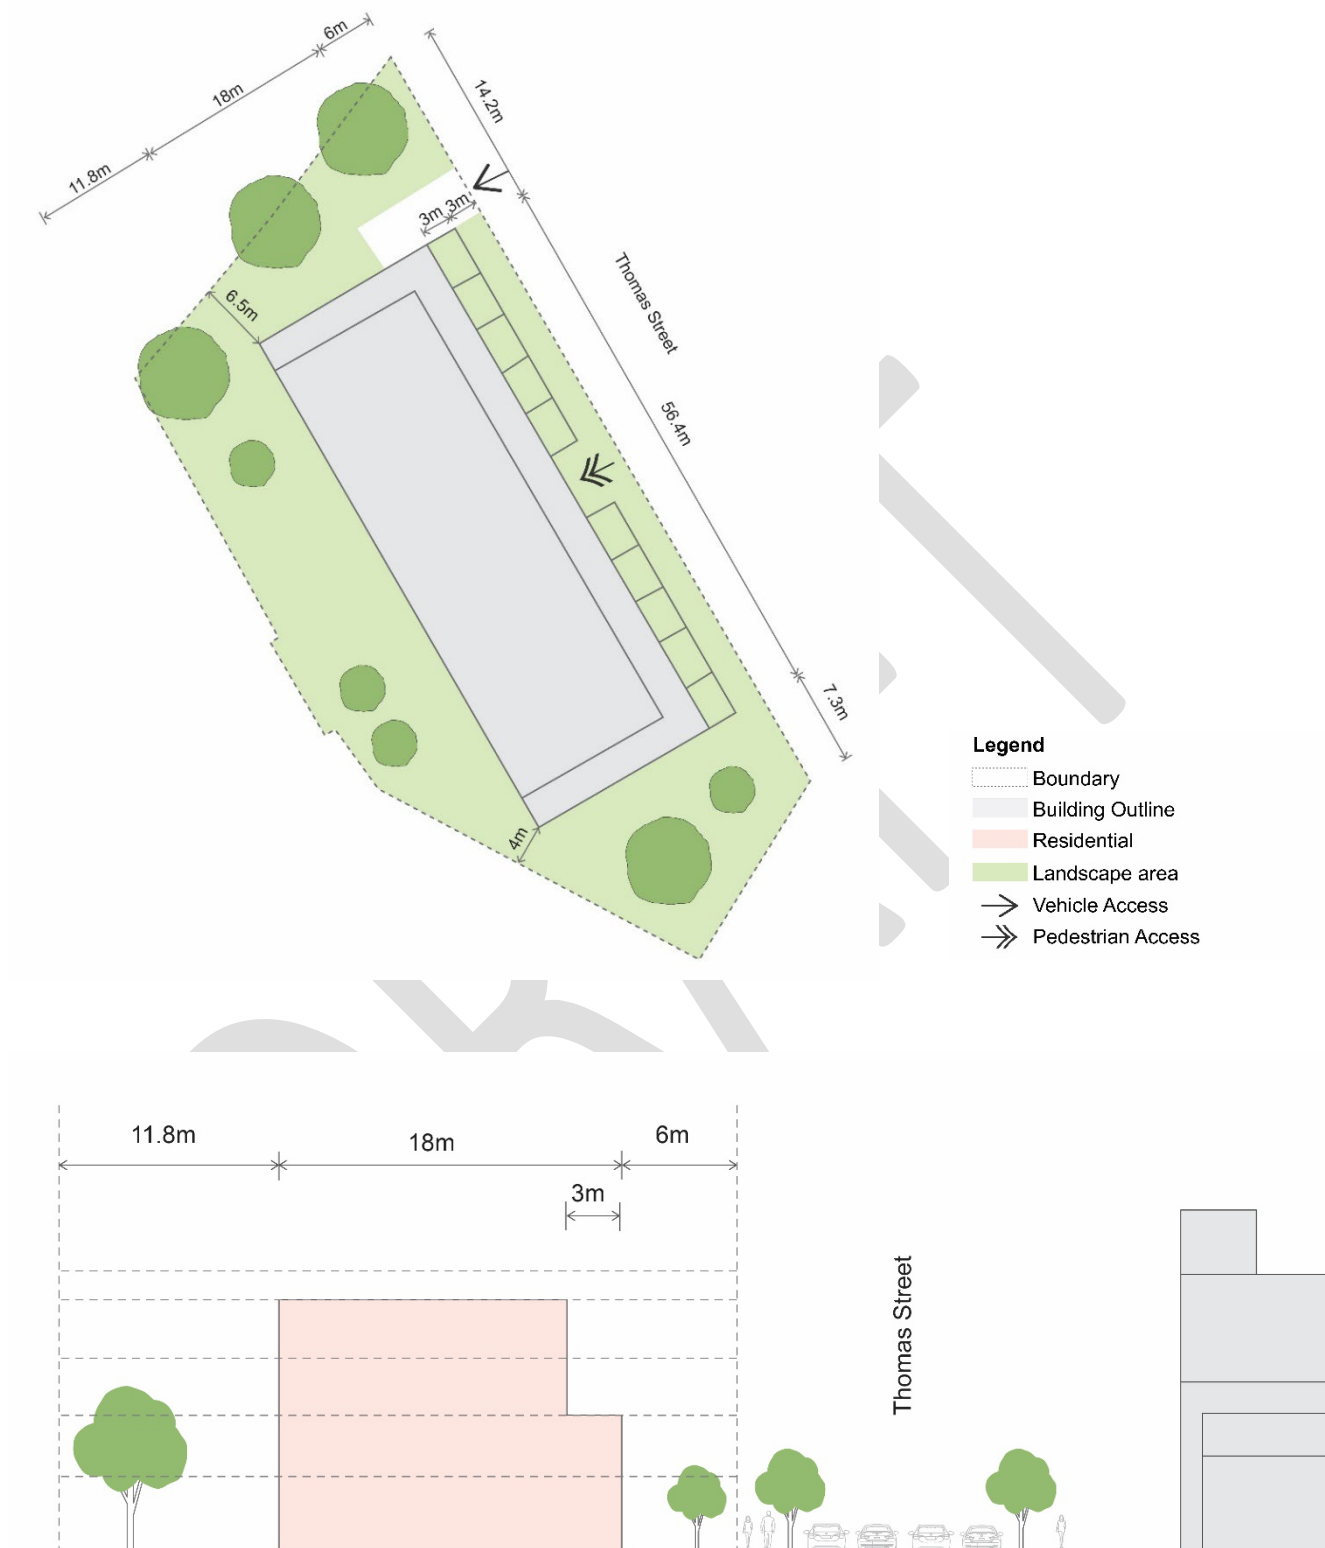 6m
18m
11.8m
14.2m
3m
3m
6.5m
Thomas Street
56.4m
7.3m
4m
Legend
Boundary
Building Outline
Residential
Landscape area
Vehicle Access
Pedestrian Access
11.8m
18m
6m
3m
Thomas Street